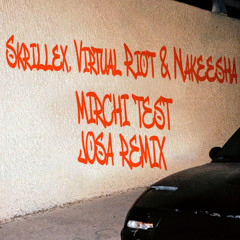 Skrillex, Virtual Riot & Nakeesha
Mirchi Test
Josa Remix